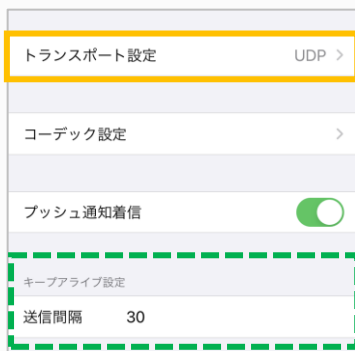 トランスポート設定 UDP
コーデック設定
プッシュ通知着信
キープアライブ設定
送信間隔 30